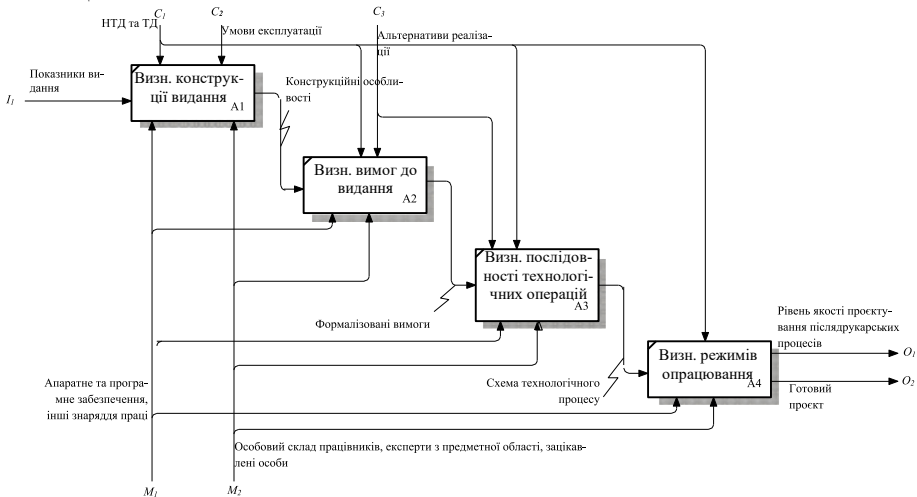 C1
C2
C3
НТД та ТД
Умови експлуатації
Альтернативи реаліза-
ції
Показники ви-
дання
I1
Визн. конструк-
ції видання
A1
Конструкційні особли-
вості
Визн. вимог до
видання
A2
Визн. послідов-
ності технологі-
чних операцій
A3
Формалізовані вимоги
Визн. режимів
опрацювання
A4
Рівень якості проєкту-
вання післядрукарських
процесів
O1
O2
Готовий
проєкт
Схема технологічного
процесу
Апаратне та програ-
мне забезпечення,
інші знаряддя праці
Особовий склад працівників, експерти з предметної області, зацікав-
лені особи
M1
M2